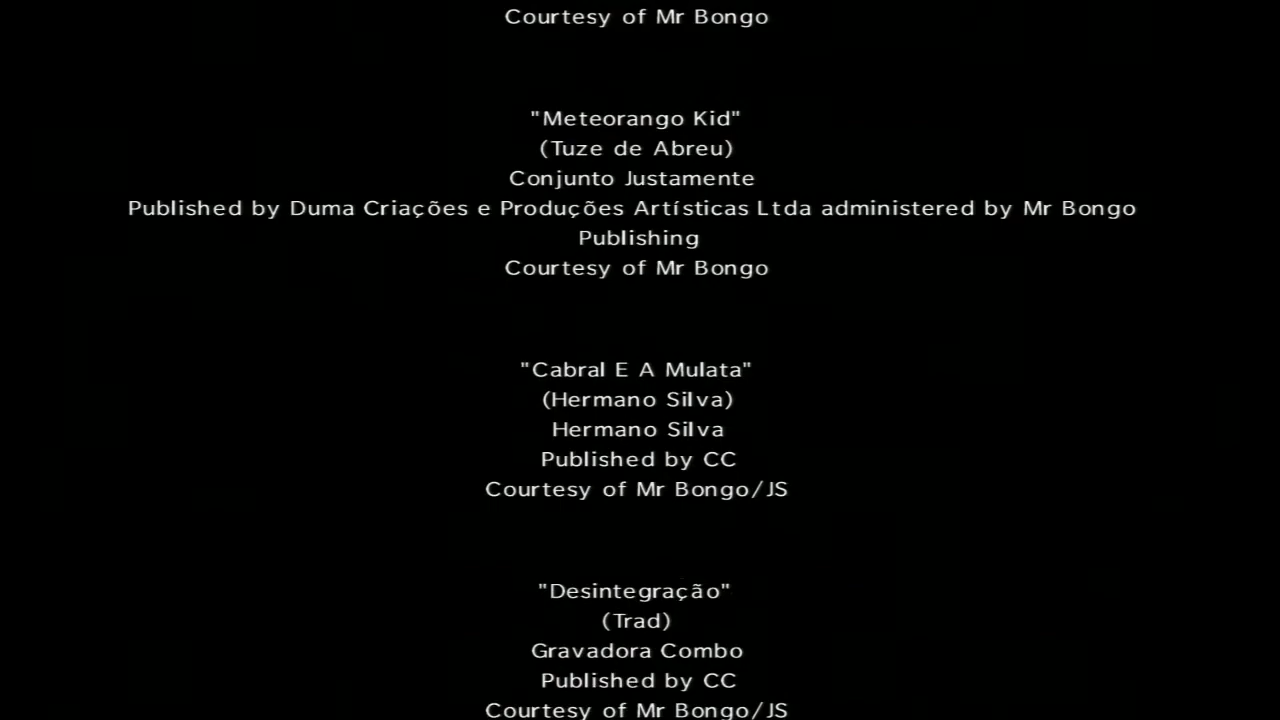 Courtesy of Mr Bongo
"Meteorango Kid"
(Tuze de Abreu)
Conjunto Justamente
Published by Duma Criações e Produções Artísticas Ltda administered by Mr Bongo
Publishing
Courtesy of Mr Bongo
"Cabral E A Mulata"
(Hermano Silva)
Hermano Silva
Published by CC
Courtesy of Mr Bongo/JS
"Desintegração"
(Trad)
Gravadora Combo
Published by CC
Courtesy of Mr Bongo/JS